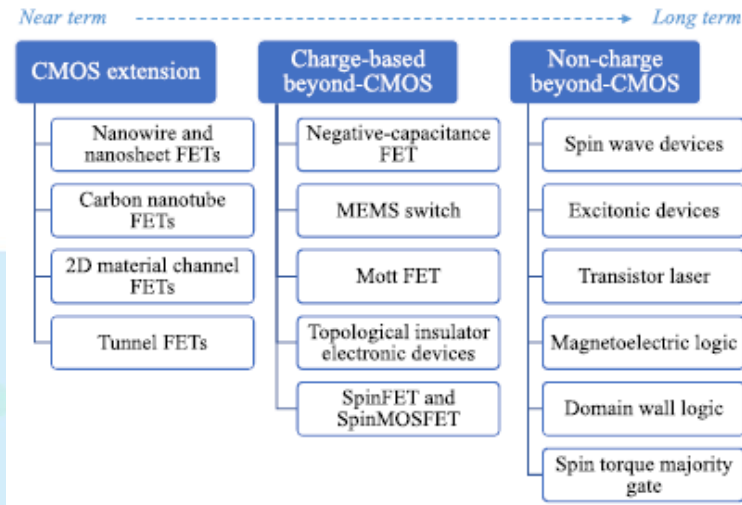 Near term
Long term
CMOS extension
Nanowire and
nanosheet FETs
Carbon nanotube
FETs
2D material channel
FETs
Tunnel FETs
Charge-based
beyond-CMOS
Negative-capacitance
FET
MEMS switch
Mott FET
Topological insulator
electronic devices
SpinFET and
SpinMOSFET
Non-charge
beyond-CMOS
Spin wave devices
Excitonic devices
Transistor laser
Magnetoelectric logic
Domain wall logic
Spin torque majority
gate